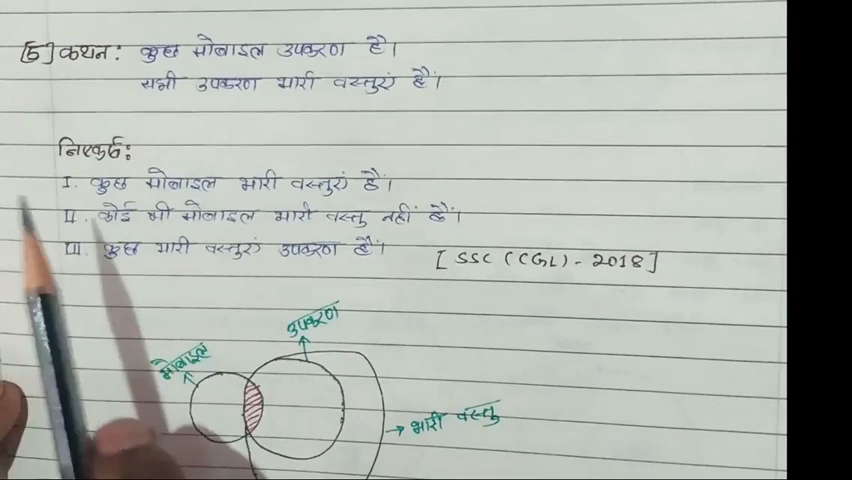 [5] कथन: कुछ मोबाइल उपकरण है।
सभी उपकरण भारी वस्तुएं हैं।
निष्कर्ष:
I. कुछ मोबाइल भारी वस्तुएं हैं।
II. कोई भी मोबाइल भारी वस्तु नहीं हैं।
III. कुछ भारी वस्तुएं उपकरण हैं।
[SSC (CGL) - 2018]
उपकरण
मोबाइल
भारी वस्तु